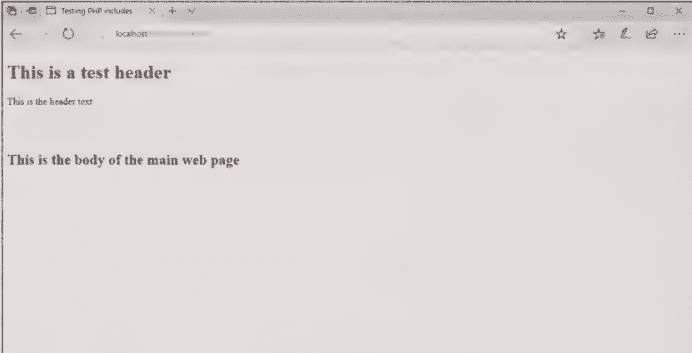 Testing PHP includes
localhost
This is a test header
This is the header text
This is the body of the main web page